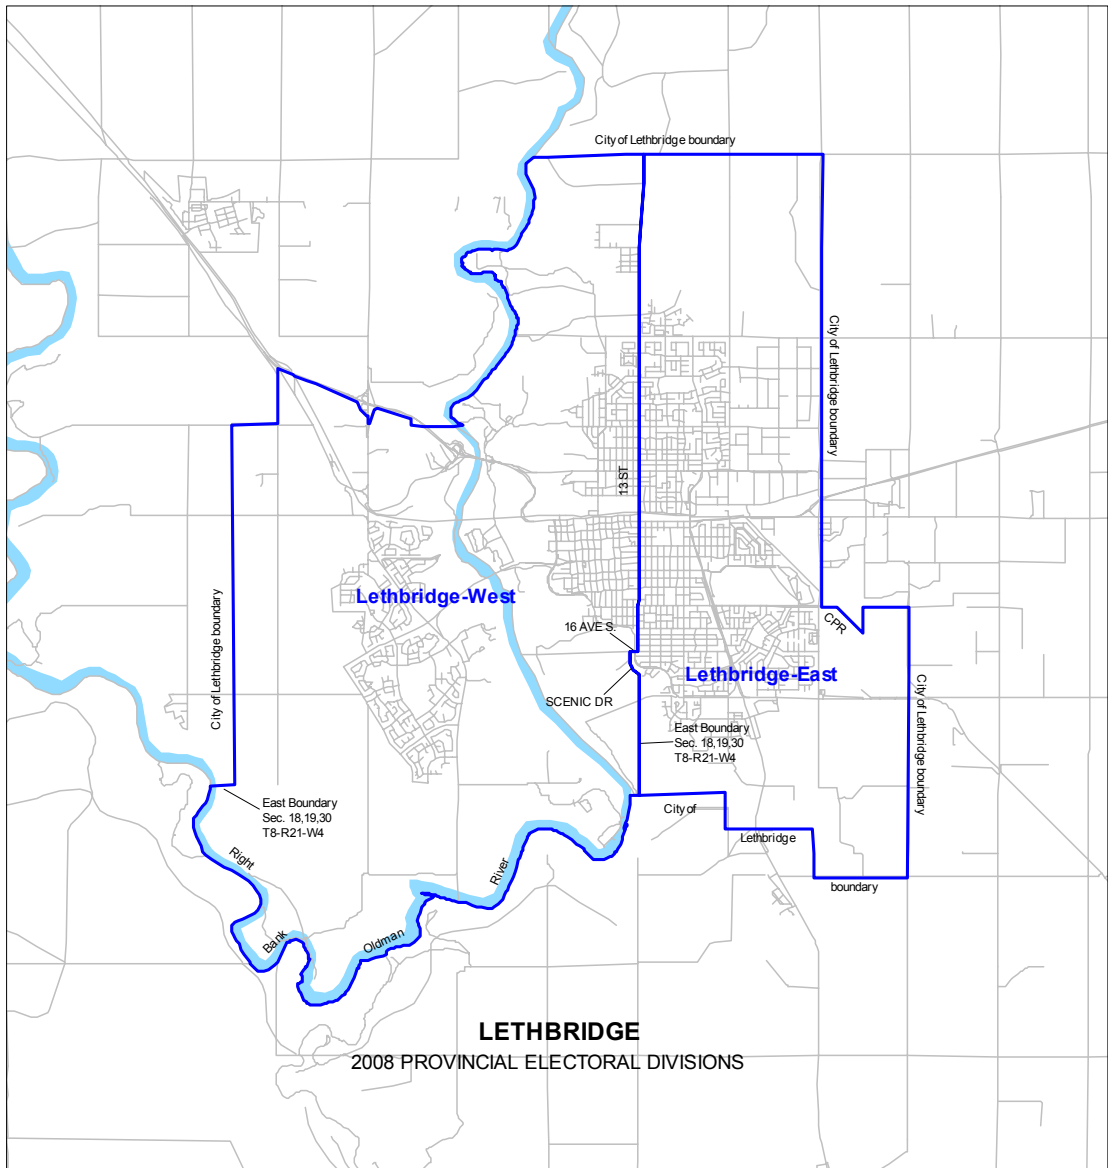 City of Lethbridge boundary
City of Lethbridge boundary
13 ST
Lethbridge-West
City of Lethbridge boundary
CPR
16 AVE S.
Lethbridge-East
SCENIC DR
City of Lethbridge boundary
East Boundary
Sec. 18,19,30
T8-R21-W4
East Boundary
Sec. 18,19,30
T8-R21-W4
City of
Lethbridge
boundary
Right
Bank
Oldman
River
LETHBRIDGE
2008 PROVINCIAL ELECTORAL DIVISIONS